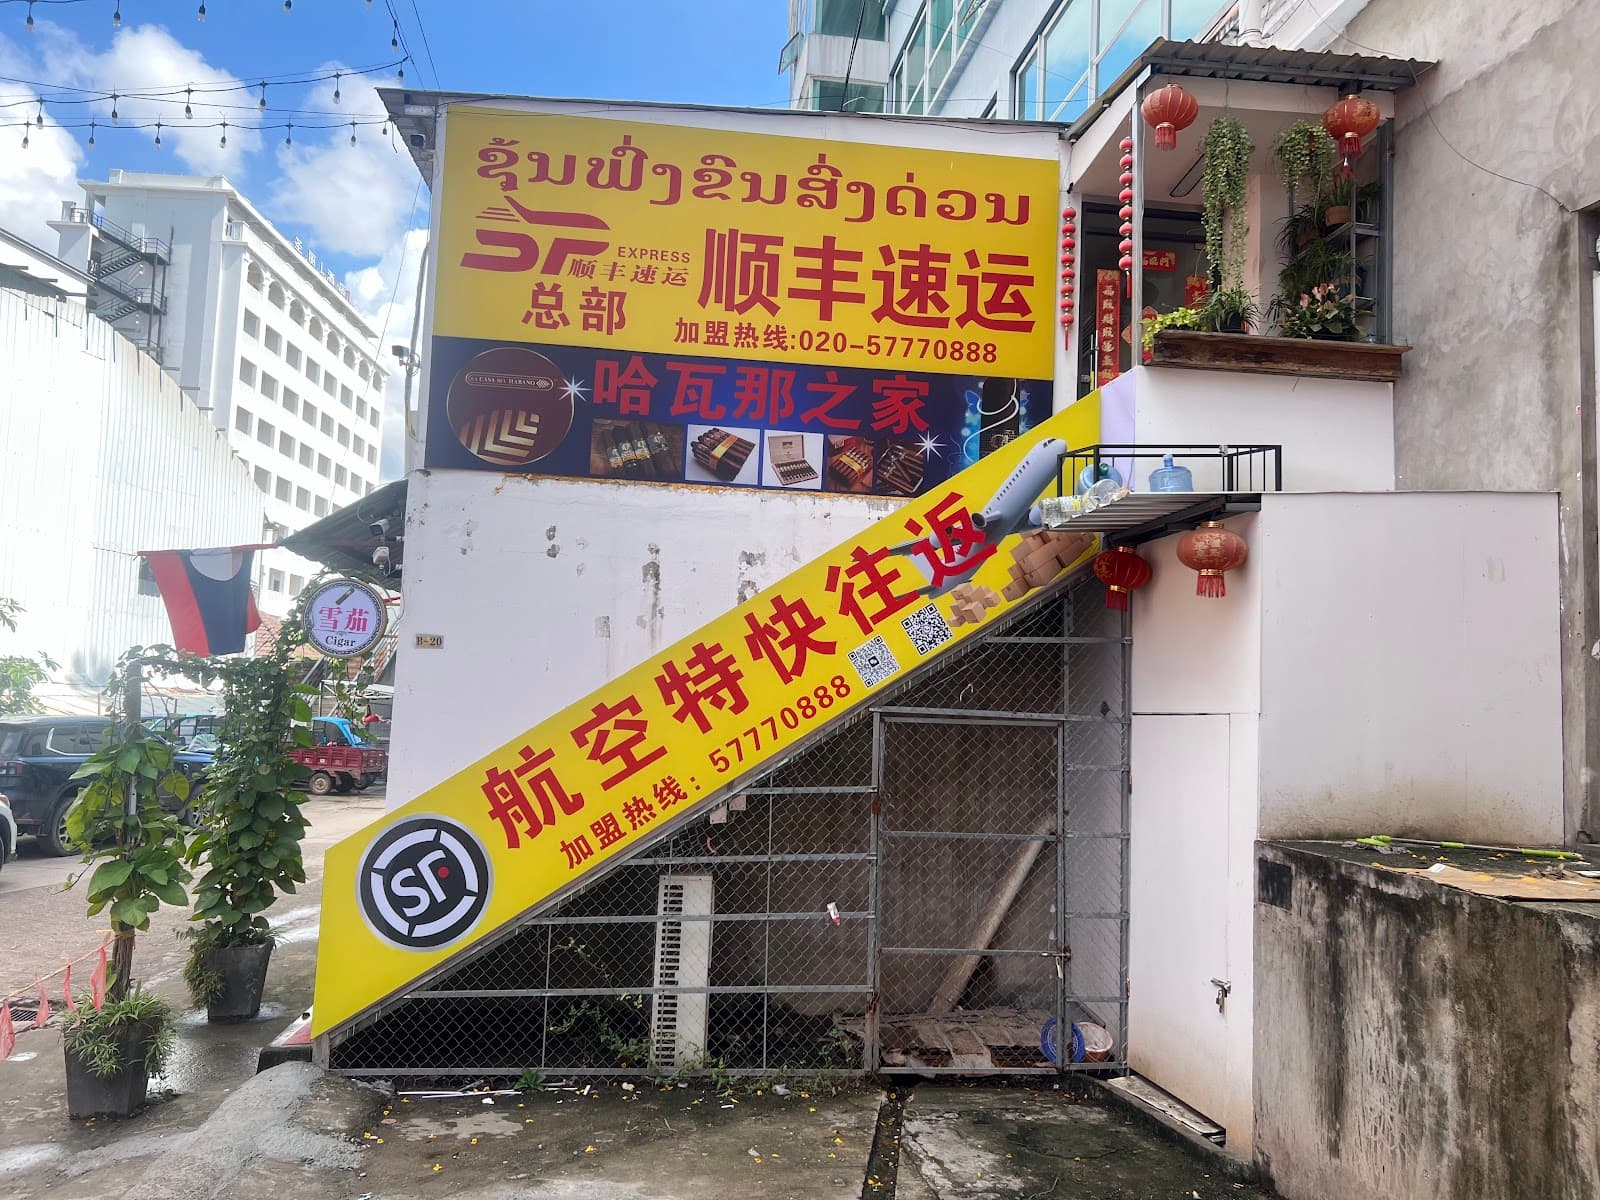 ຊຸ້ນຟົ່ງຂົນສົ່ງດ່ວນ
SF EXPRESS
顺丰速运
顺丰速运
总部
加盟热线:020-57770888
LA CASA DEL HABANO
哈瓦那之家
航空特快往返
加盟热线: 57770888
SF
雪茄
Cigar
B-20